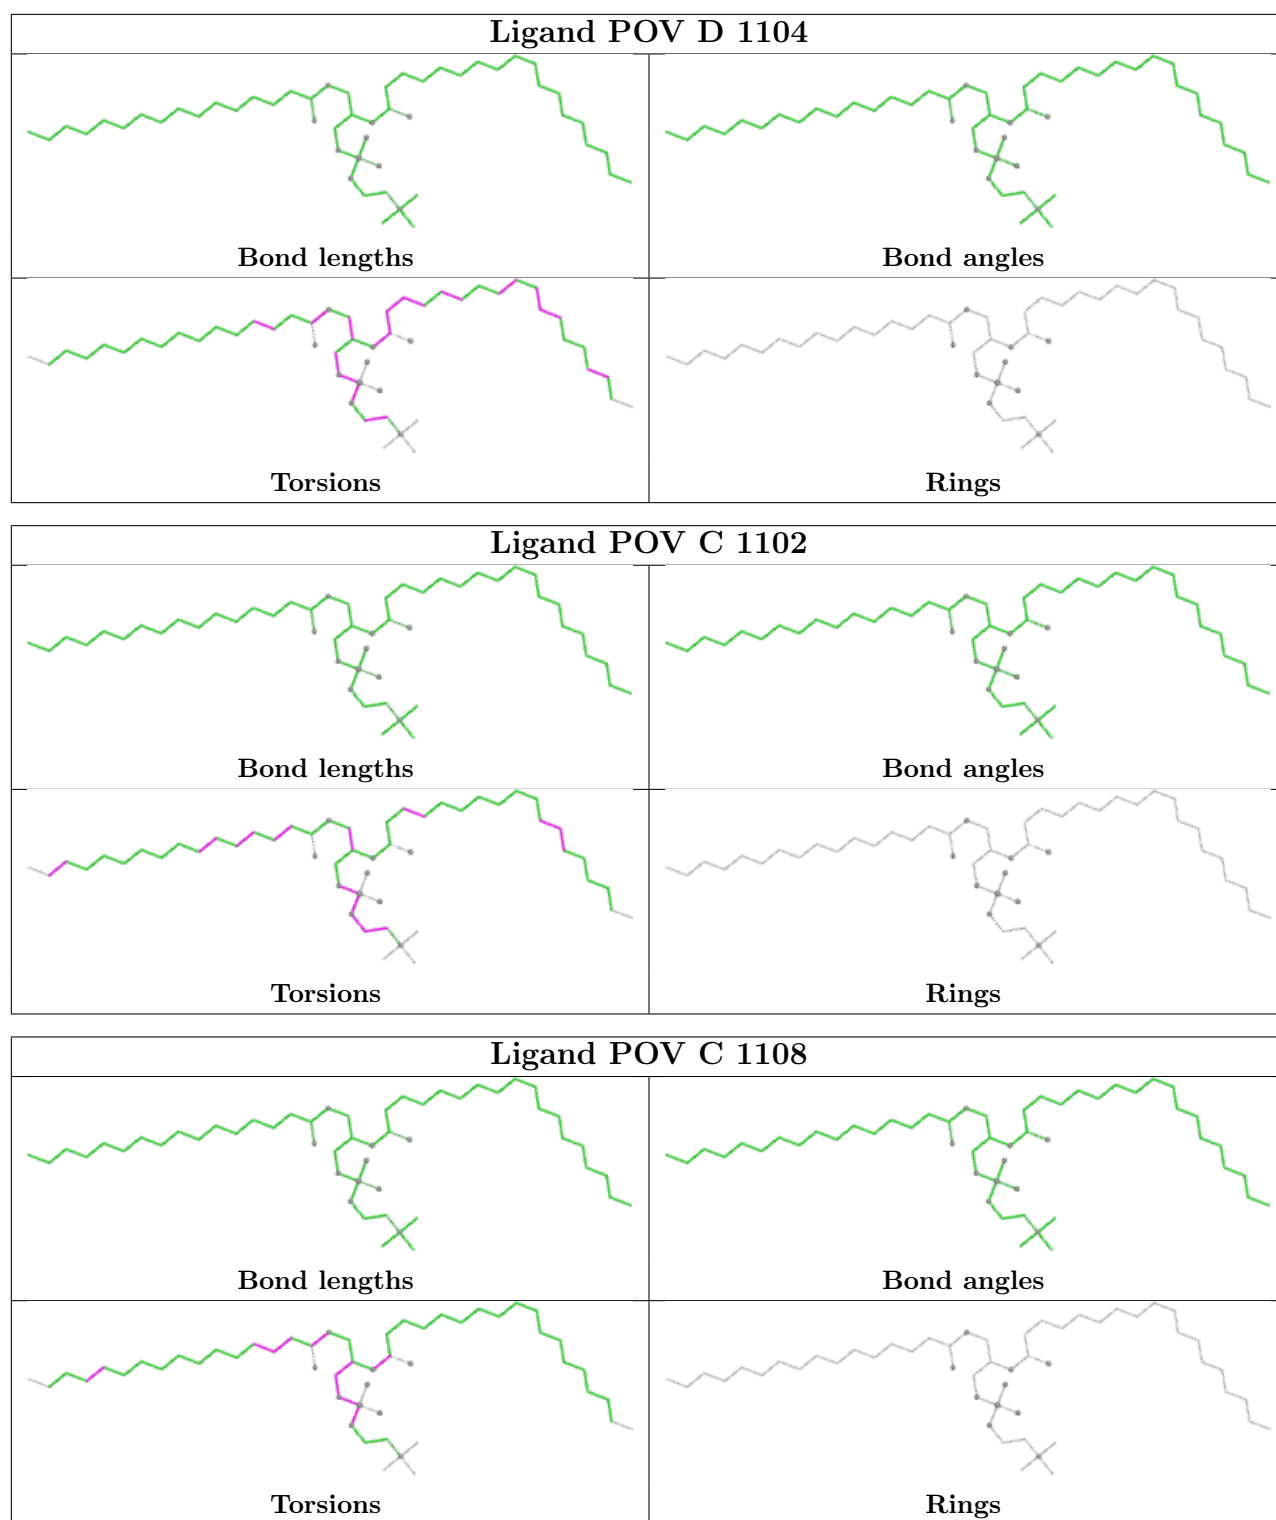 Ligand POV D 1104
Bond lengths
Bond angles
Torsions
Rings
Ligand POV C 1102
Bond lengths
Bond angles
Torsions
Rings
Ligand POV C 1108
Bond lengths
Bond angles
Torsions
Rings